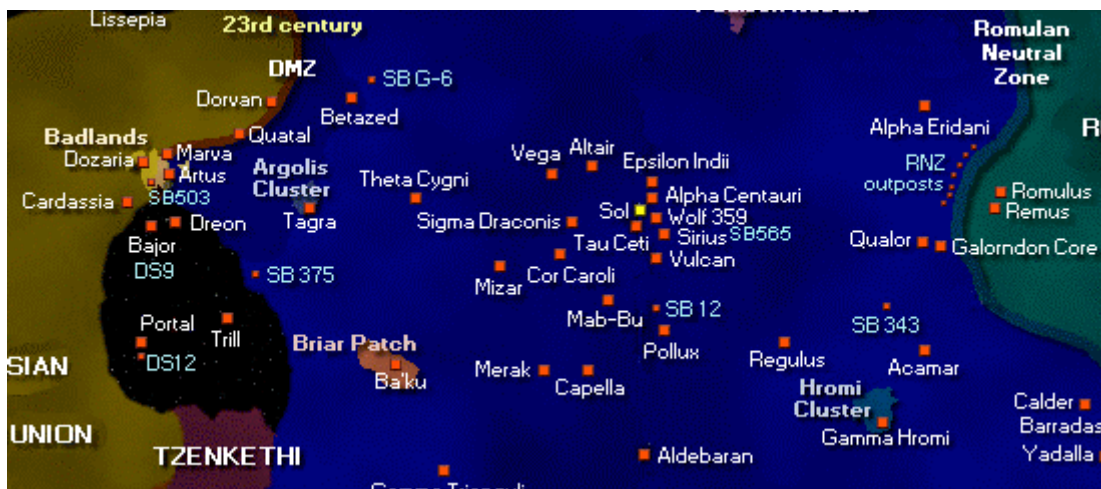 Lissepia
23rd century
Romulan
Neutral
Zone
DMZ
SB G-6
Dorvan
Betazed
Alpha Eridani
Badlands
Quatal
Dozaria
Marva
Artus
Argolis
Cluster
Vega
Altair
Epsilon Indii
RNZ
outposts
Theta Cygni
Alpha Centauri
Romulus
Remus
SB503
Cardassia
Sol
Wolf 359
Tagra
Sigma Draconis
Dreon
Bajor
DS9
Tau Ceti
Sirius
SB565
Qualor
Galorndon Core
Vulcan
SB 375
Cor Caroli
Mizar
Mab-Bu
SB 12
SB 343
Portal
Trill
Briar Patch
Pollux
Regulus
Acamar
DS12
SIAN
UNION
Ba'ku
Merak
Capella
Hromi
Cluster
Calder
Barradas
Gamma Hromi
Yadalla
TZENKETHI
Aldebaran